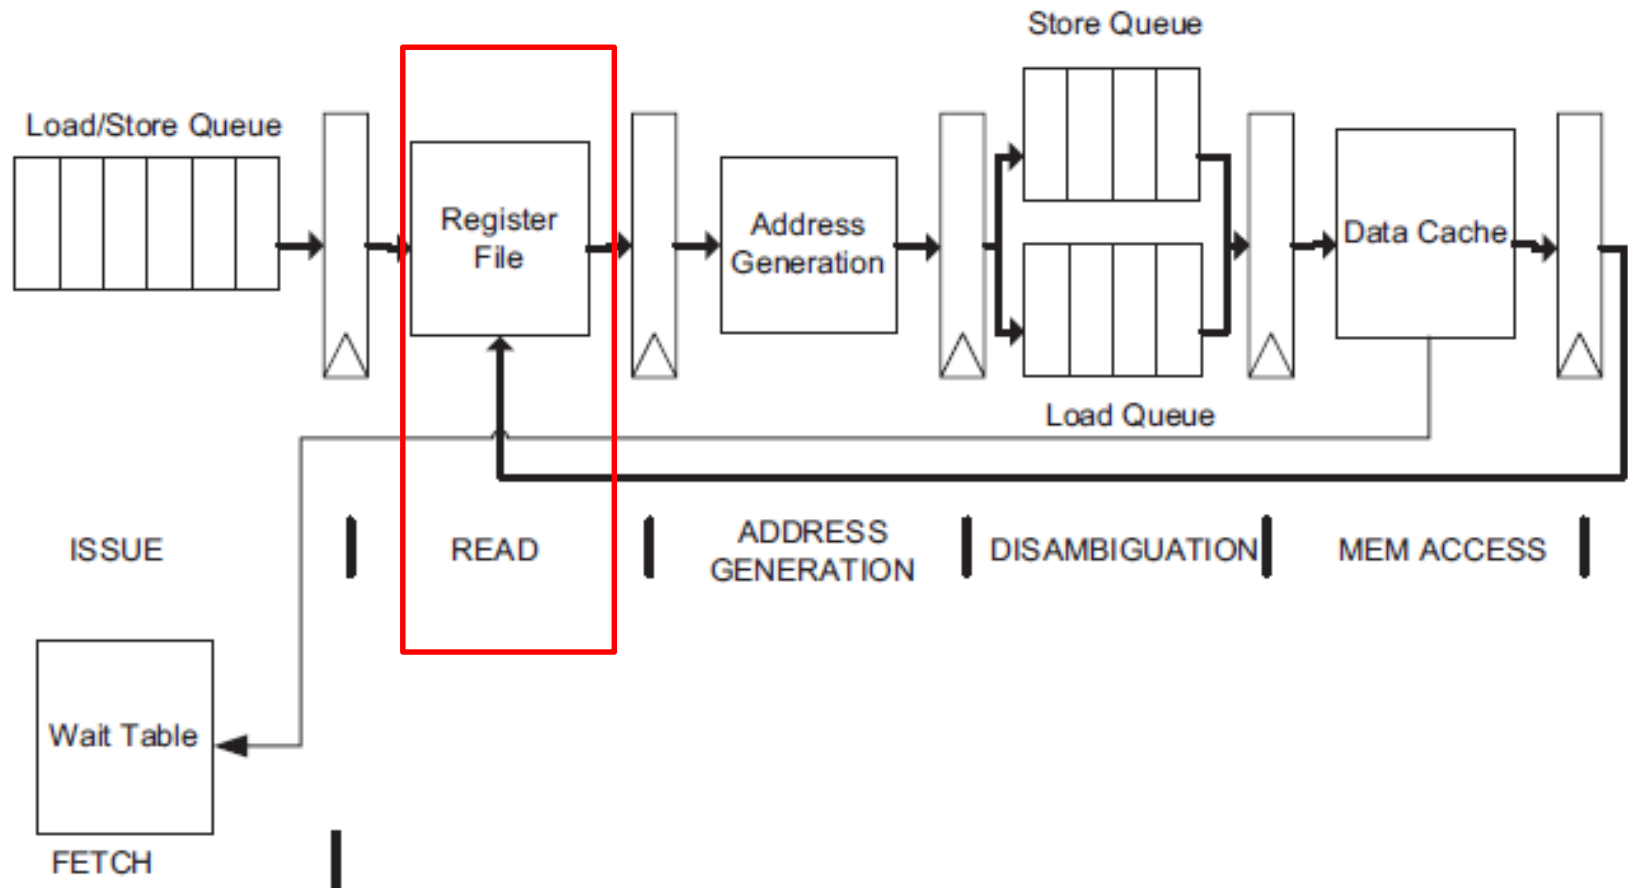 Store Queue
Load/Store Queue
Register
File
Address
Generation
Data Cache
Load Queue
ISSUE
READ
ADDRESS
GENERATION
DISAMBIGUATION
MEM ACCESS
Wait Table
FETCH